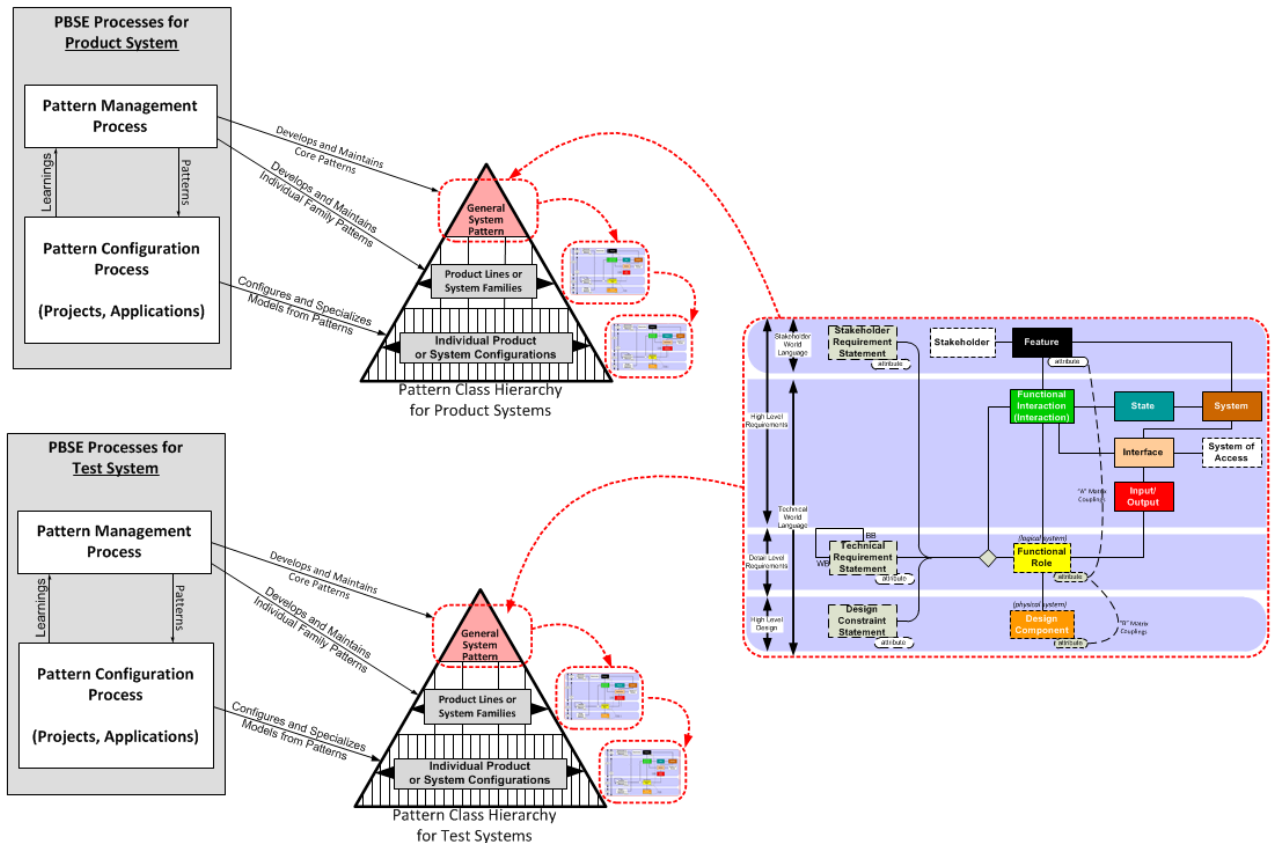 PBSE Processes for
Product System
Pattern Management
Process
Learnings
Patterns
Pattern Configuration
Process
(Projects, Applications)
Develops and Maintains
Core Patterns
Develops and Maintains
Individual Family Patterns
Configures and Specializes
Models from Patterns
General
System
Pattern
Product Lines or
System Families
Individual Product
or System Configurations
Pattern Class Hierarchy
for Product Systems
PBSE Processes for
Test System
Pattern Management
Process
Learnings
Patterns
Pattern Configuration
Process
(Projects, Applications)
Develops and Maintains
Core Patterns
Develops and Maintains
Individual Family Patterns
Configures and Specializes
Models from Patterns
General
System
Pattern
Product Lines or
System Families
Individual Product
or System Configurations
Pattern Class Hierarchy
for Test Systems
Stakeholder
World
Language
High Level
Requirements
Technical
World
Language
Detail Level
Requirements
High Level
Design
Stakeholder
Requirement
Statement
attribute
Stakeholder
Feature
attribute
Functional
Interaction
(Interaction)
State
System
Interface
System of
Access
Input/
Output
"A" Matrix
Couplings
BB
WB
Technical
Requirement
Statement
attribute
(logical system)
Functional
Role
attribute
Design
Constraint
Statement
attribute
(physical system)
Design
Component
attribute
"B" Matrix
Couplings